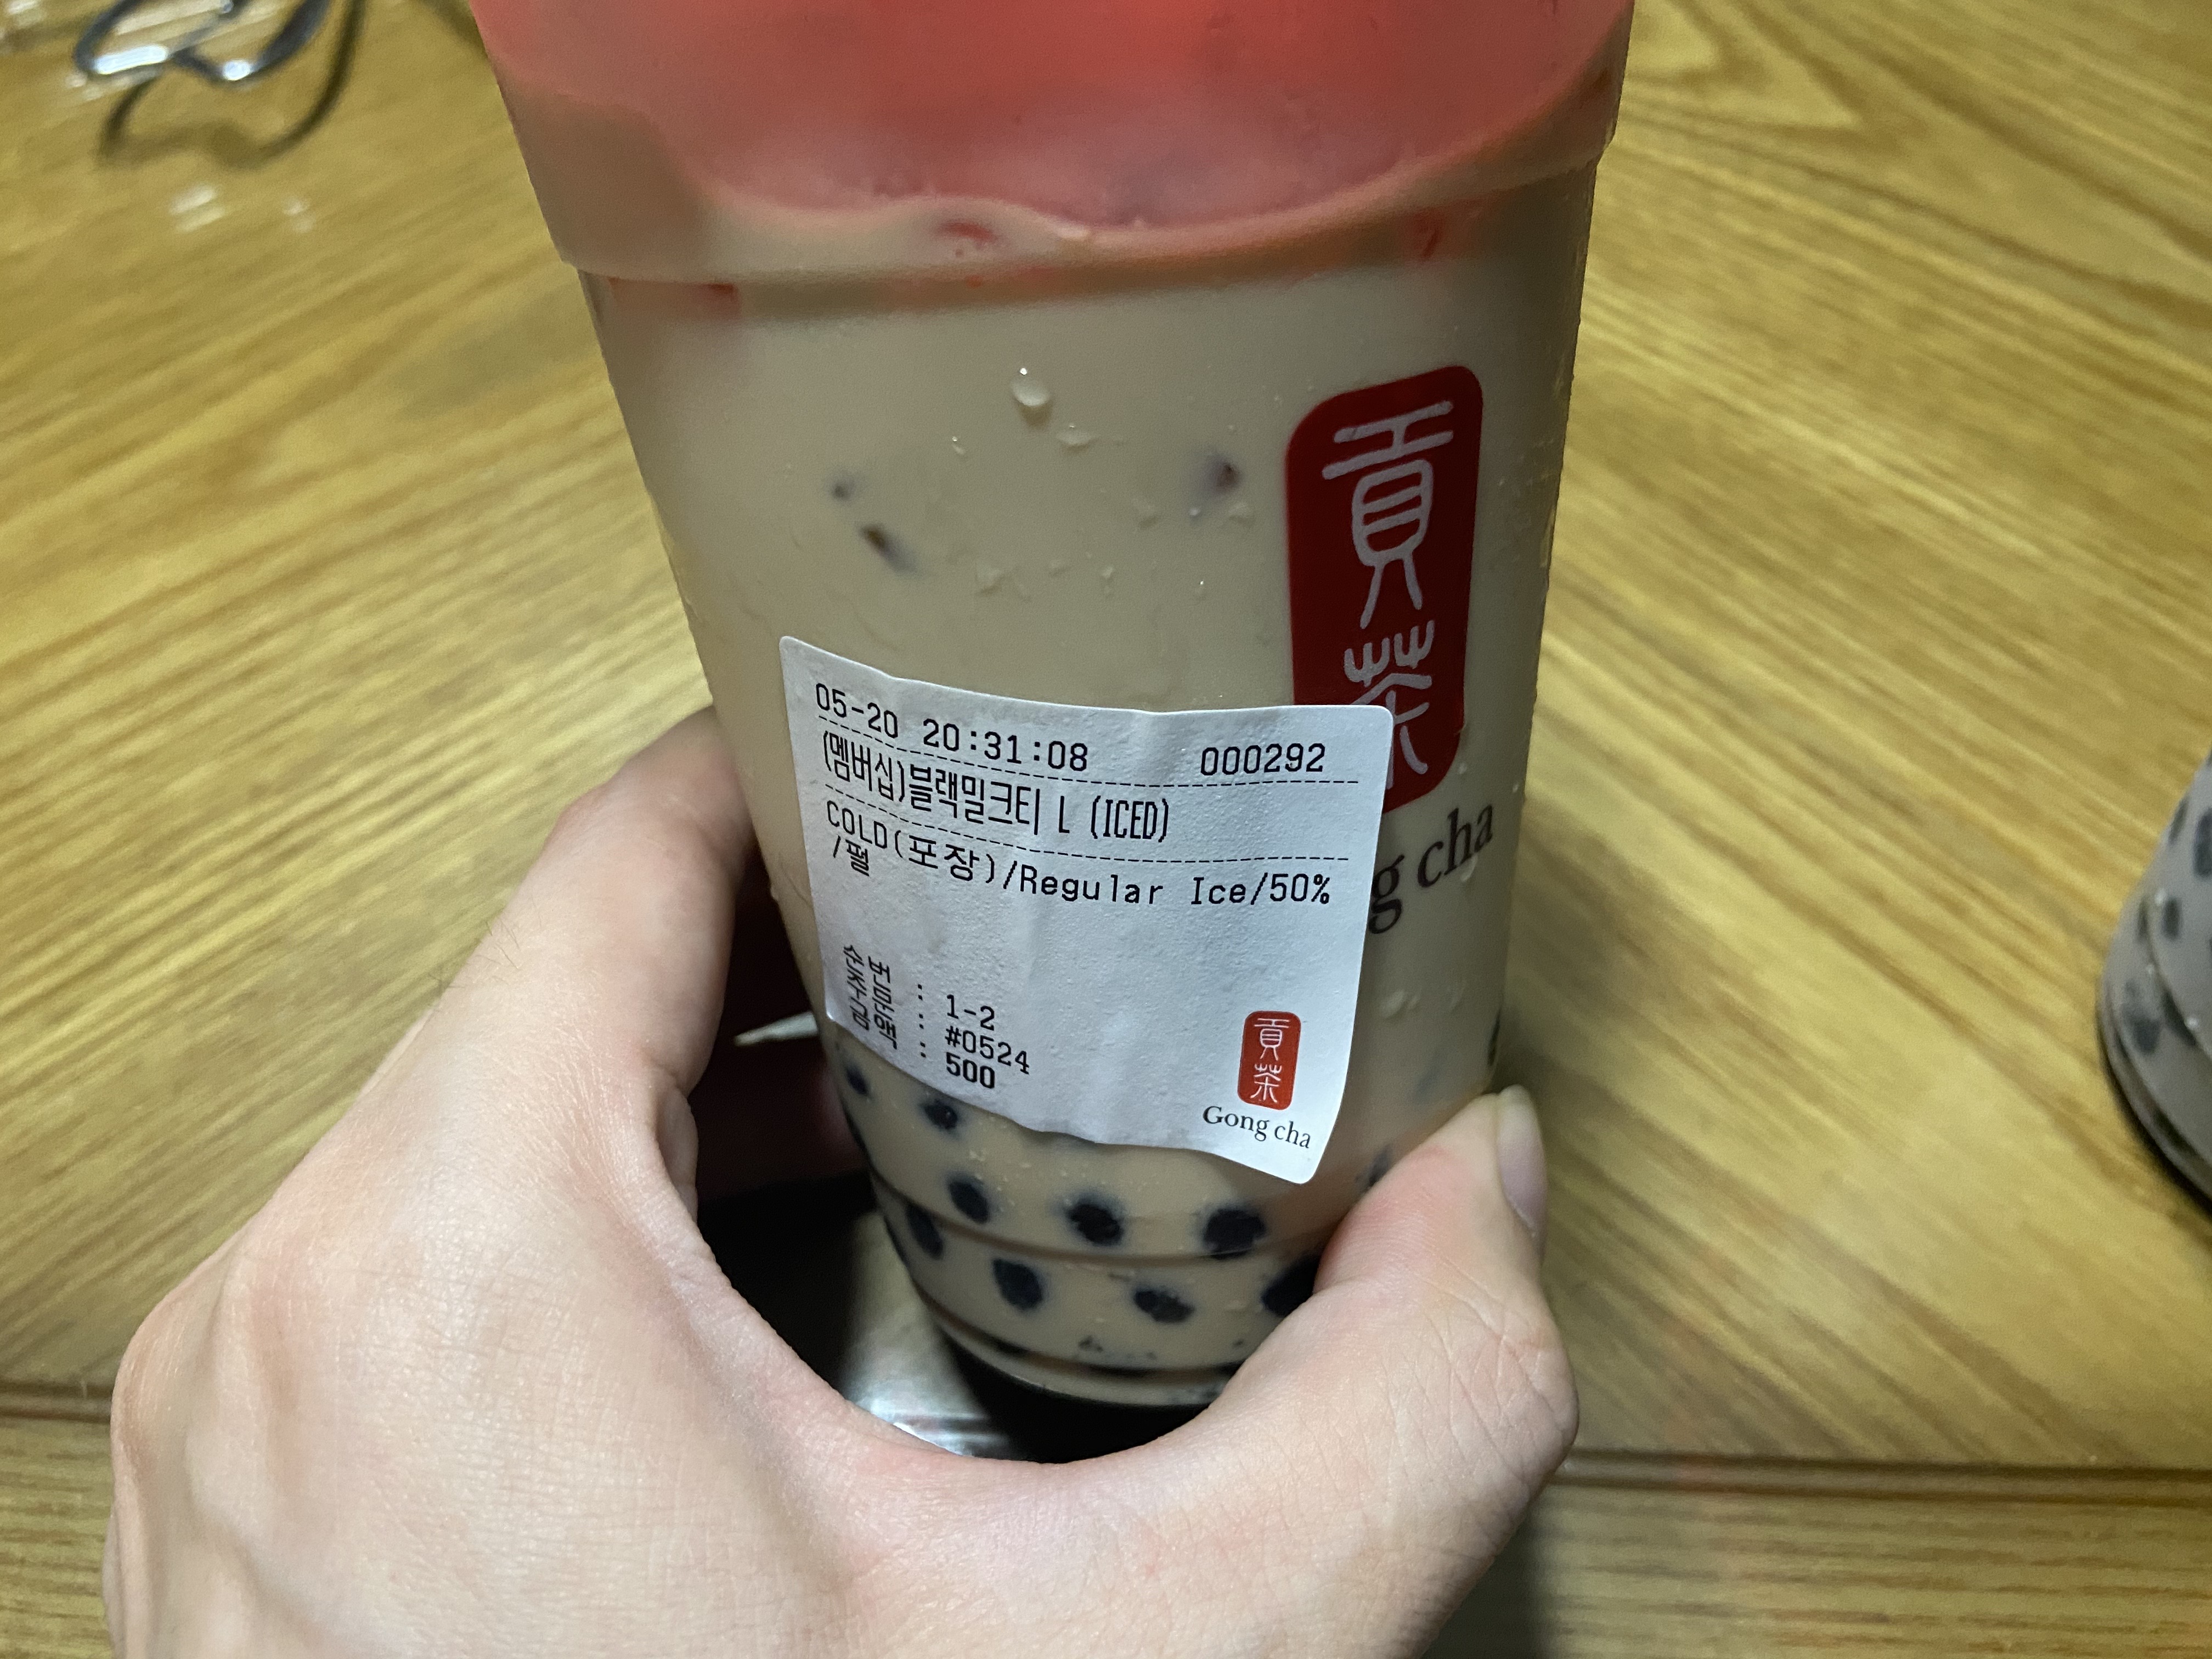 貢茶
g cha
05-20 20:31:08 000292
(멤버십)블랙밀크티 L (ICED)
COLD(포장)/Regular Ice/50%
/펄
순번 : 1-2
주문 : #0524
금액 : 500
貢茶
Gong cha